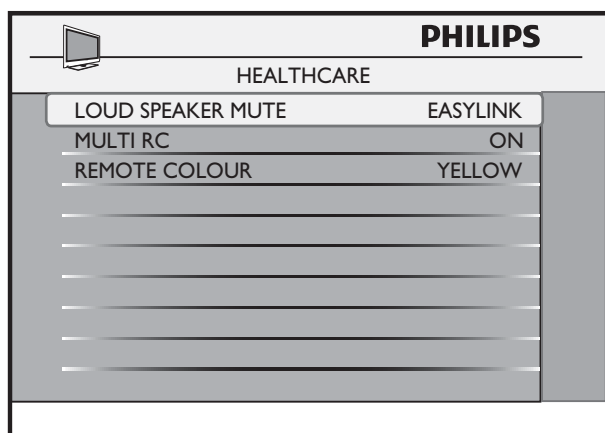 PHILIPS
HEALTHCARE
LOUD SPEAKER MUTE EASYLINK
MULTI RC ON
REMOTE COLOUR YELLOW